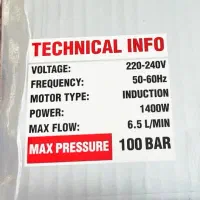 TECHNICAL INFO
VOLTAGE: 220-240V
FREQUENCY: 50-60Hz
MOTOR TYPE: INDUCTION
POWER: 1400W
MAX FLOW: 6.5 L/MIN
MAX PRESSURE 100 BAR